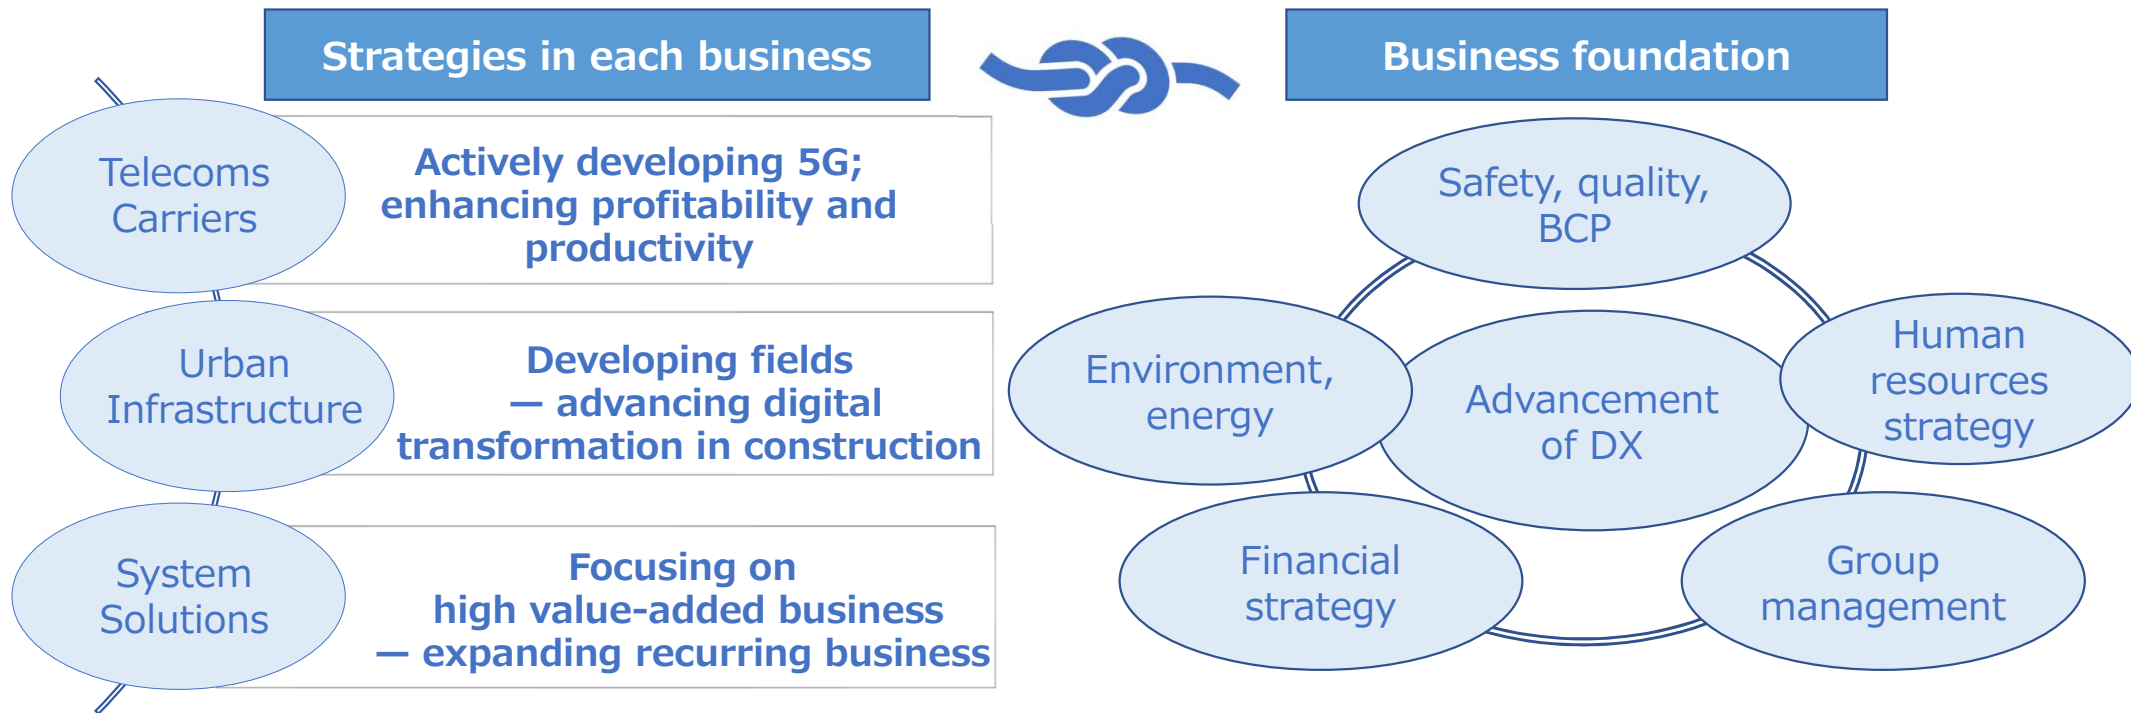 Strategies in each business
Telecoms
Carriers
Actively developing 5G;
enhancing profitability and
productivity
Urban
Infrastructure
Developing fields
— advancing digital
transformation in construction
System
Solutions
Focusing on
high value-added business
— expanding recurring business
Business foundation
Safety, quality,
BCP
Environment,
energy
Advancement
of DX
Human
resources
strategy
Financial
strategy
Group
management